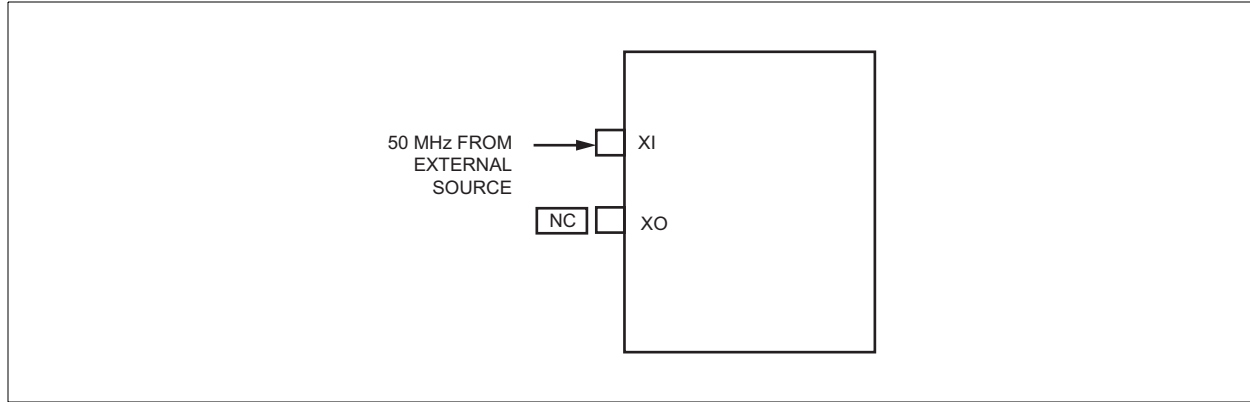 50 MHz FROM
EXTERNAL
SOURCE
XI
NC
XO